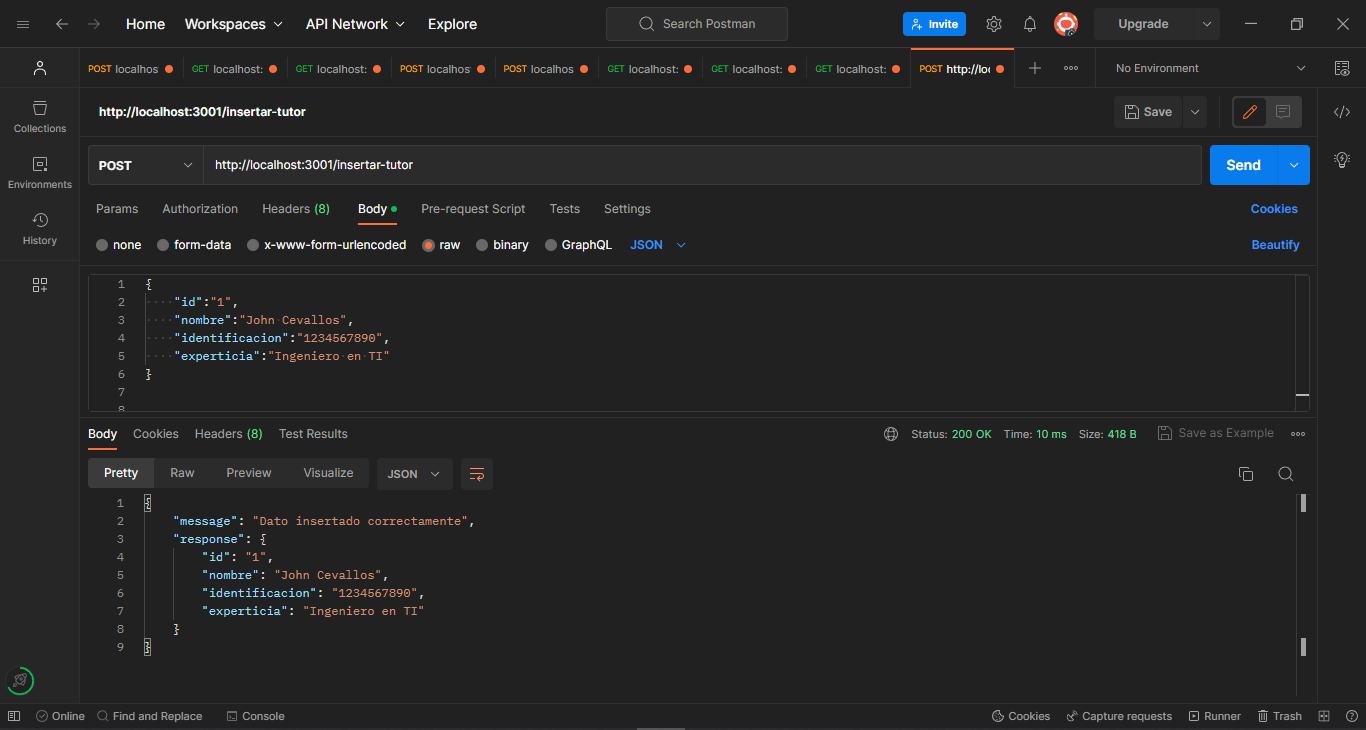 Home Workspaces API Network Explore Search Postman Invite Upgrade
POST localhos GET localhost: GET localhost: POST localhos POST localhos GET localhost: GET localhost: GET localhost: POST http://loc No Environment
http://localhost:3001/insertar-tutor Save
Collections
Environments
History
POST http://localhost:3001/insertar-tutor Send
Params Authorization Headers (8) Body Pre-request Script Tests Settings Cookies
none form-data x-www-form-urlencoded raw binary GraphQL JSON Beautify
1 {
2 "id":"1",
3 "nombre":"John Cevallos",
4 "identificacion":"1234567890",
5 "experticia":"Ingeniero en TI"
6 }
7
8
Body Cookies Headers (8) Test Results Status: 200 OK Time: 10 ms Size: 418 B Save as Example
Pretty Raw Preview Visualize JSON
1 {
2 "message": "Dato insertado correctamente",
3 "response": {
4 "id": "1",
5 "nombre": "John Cevallos",
6 "identificacion": "1234567890",
7 "experticia": "Ingeniero en TI"
8 }
9 }
Online Find and Replace Console Cookies Capture requests Runner Trash